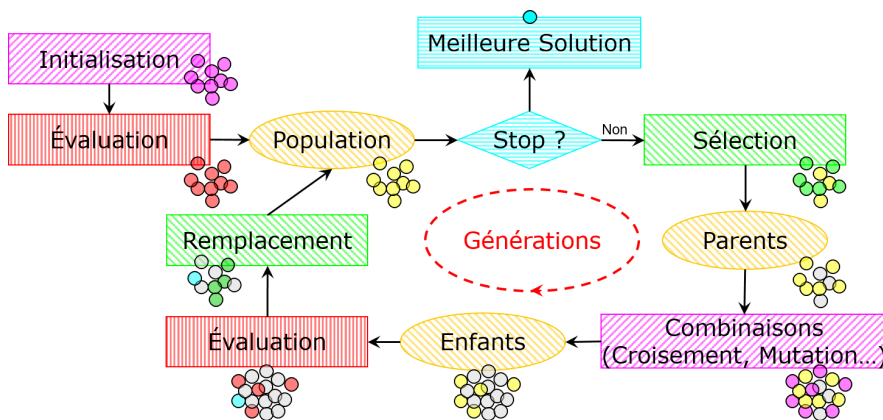 Meilleure Solution
Initialisation
Évaluation
Population
Stop ?
Non
Sélection
Remplacement
Générations
Parents
Évaluation
Enfants
Combinaisons
(Croisement, Mutation...)